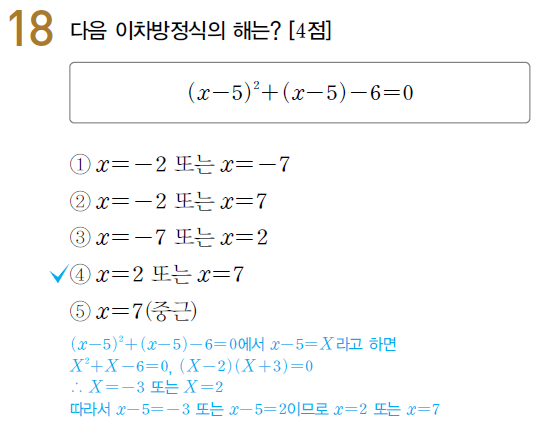 18 다음 이차방정식의 해는? [4점]
(x-5)²+(x-5)-6=0
① x=-2 또는 x=-7
② x=-2 또는 x=7
③ x=-7 또는 x=2
④ x=2 또는 x=7
⑤ x=7(중근)
(x-5)²+(x-5)-6=0에서 x-5=X라고 하면
X²+X-6=0, (X-2)(X+3)=0
∴ X=-3 또는 X=2
따라서 x-5=-3 또는 x-5=2이므로 x=2 또는 x=7